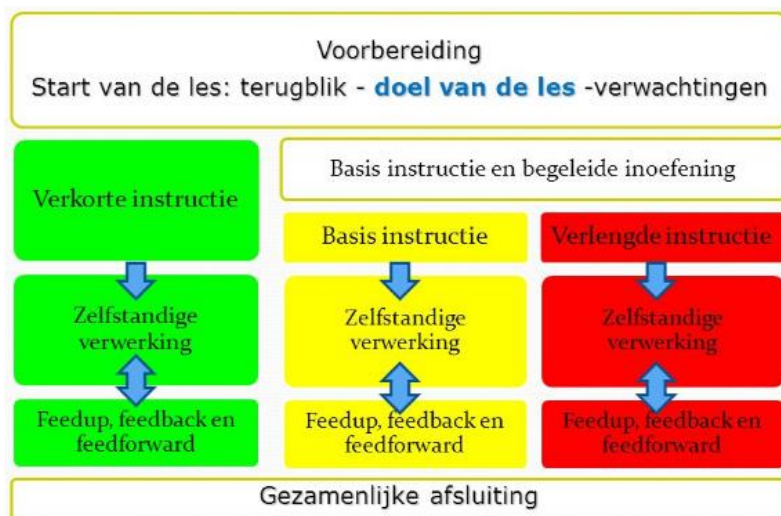 Voorbereiding
Start van de les: terugblik - doel van de les -verwachtingen
Verkorte instructie
Basis instructie en begeleide inoefening
Basis instructie
Verlengde instructie
Zelfstandige
verwerking
Zelfstandige
verwerking
Zelfstandige
verwerking
Feedup, feedback en
feedforward
Feedup, feedback en
feedforward
Feedup, feedback en
feedforward
Gezamenlijke afsluiting